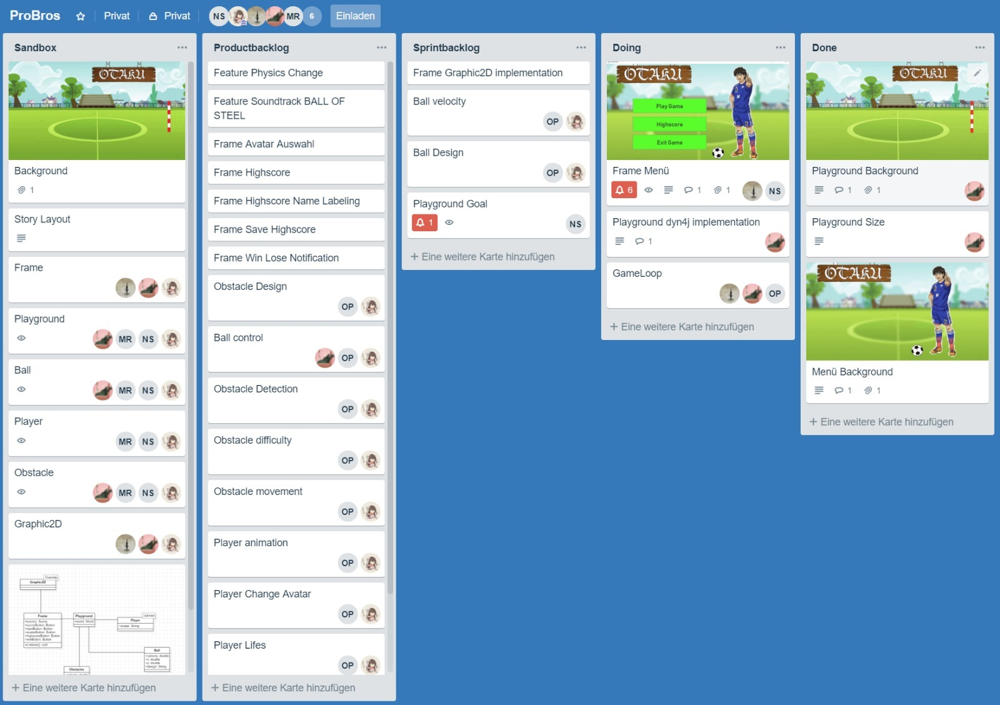 ProBros
Privat
Privat
NS
MR
6
Einladen
Sandbox
OTAKU
Background
1
Story Layout
Frame
Playground
MR NS
Ball
MR NS
Player
MR NS
Obstacle
MR NS
Graphic2D
Graphic2D
Frame
Playground
Player
Ball
Obstacles
+ Eine weitere Karte hinzufügen
Productbacklog
Feature Physics Change
Feature Soundtrack BALL OF
STEEL
Frame Avatar Auswahl
Frame Highscore
Frame Highscore Name Labeling
Frame Save Highscore
Frame Win Lose Notification
Obstacle Design
OP
Ball control
OP
Obstacle Detection
OP
Obstacle difficulty
OP
Obstacle movement
OP
Player animation
OP
Player Change Avatar
OP
Player Lifes
OP
+ Eine weitere Karte hinzufügen
Sprintbacklog
Frame Graphic2D implementation
Ball velocity
OP
Ball Design
OP
Playground Goal
1
NS
+ Eine weitere Karte hinzufügen
Doing
OTAKU
Play Game
Highscore
Exit Game
Frame Menü
6 1 1 NS
Playground dyn4j implementation
1
GameLoop
OP
+ Eine weitere Karte hinzufügen
Done
OTAKU
Playground Background
1 1
Playground Size
OTAKU
Menü Background
1 1
+ Eine weitere Karte hinzufügen